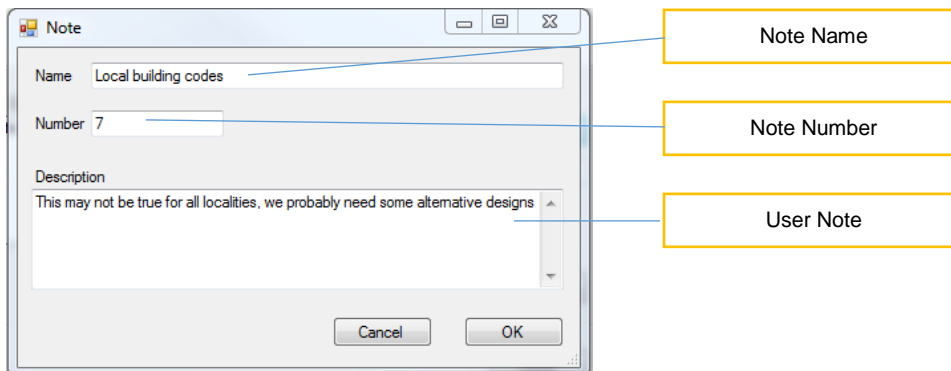 Note
Note Name
Name Local building codes
Number 7
Note Number
Description
This may not be true for all localities, we probably need some alternative designs
User Note
Cancel OK